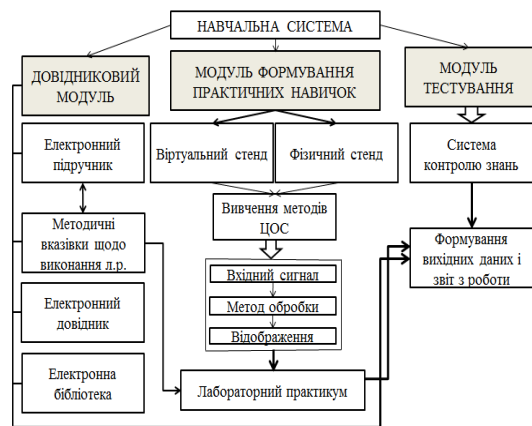 НАВЧАЛЬНА СИСТЕМА
ДОВІДНИКОВИЙ
МОДУЛЬ
МОДУЛЬ ФОРМУВАННЯ
ПРАКТИЧНИХ НАВИЧОК
МОДУЛЬ
ТЕСТУВАННЯ
Електронний
підручник
Віртуальний стенд
Фізичний стенд
Система
контролю знань
Методичні
вказівки щодо
виконання л.р.
Вивчення методів
ЦОС
Формування
вихідних даних і
звіт з роботи
Вхідний сигнал
Метод обробки
Відображення
Електронний
довідник
Електронна
бібліотека
Лабораторний практикум